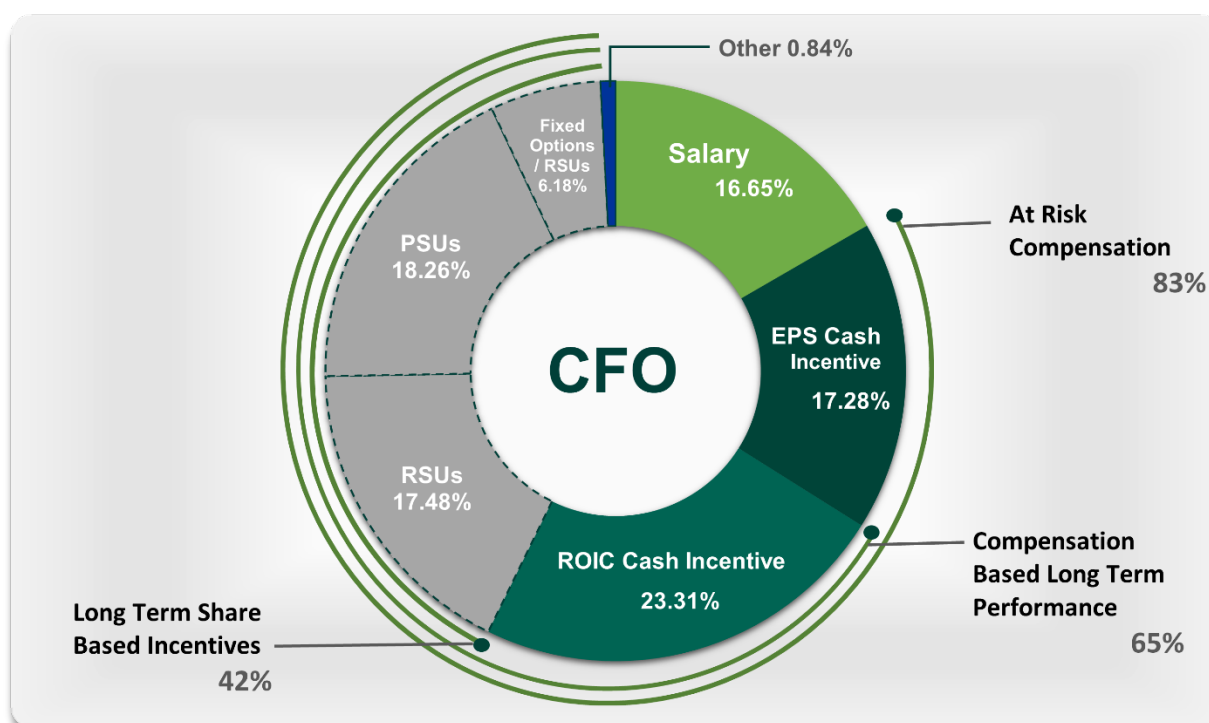 Other 0.84%
Fixed
Options
/ RSUs
6.18%
Salary
16.65%
At Risk
Compensation
83%
PSUs
18.26%
EPS Cash
Incentive
17.28%
CFO
RSUs
17.48%
ROIC Cash Incentive
23.31%
Compensation
Based Long Term
Performance
65%
Long Term Share
Based Incentives
42%